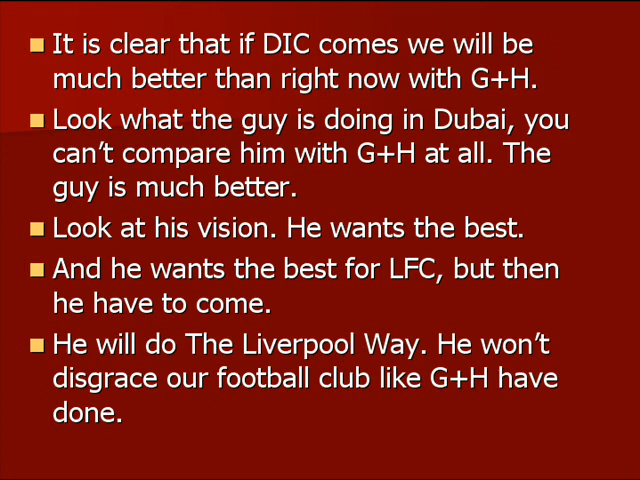 It is clear that if DIC comes we will be
much better than right now with G+H.
Look what the guy is doing in Dubai, you
can't compare him with G+H at all. The
guy is much better.
Look at his vision. He wants the best.
And he wants the best for LFC, but then
he have to come.
He will do The Liverpool Way. He won't
disgrace our football club like G+H have
done.